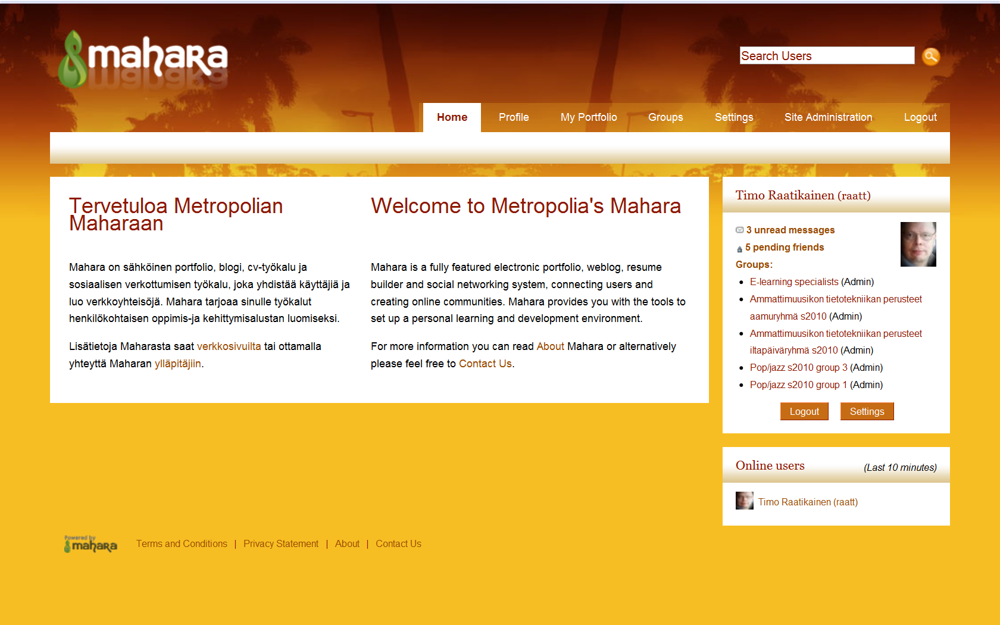 mahara
Search Users
Home Profile My Portfolio Groups Settings Site Administration Logout
Tervetuloa Metropolian
Maharaan
Mahara on sähköinen portfolio, blogi, cv-työkalu ja
sosiaalisen verkottumisen työkalu, joka yhdistää käyttäjiä ja
luo verkkoyhteisöjä. Mahara tarjoaa sinulle työkalut
henkilökohtaisen oppimis-ja kehittymisalustan luomiseksi.
Lisätietoja Maharasta saat verkkosivuilta tai ottamalla
yhteyttä Maharan ylläpitäjiin.
Welcome to Metropolia's Mahara
Mahara is a fully featured electronic portfolio, weblog, resume
builder and social networking system, connecting users and
creating online communities. Mahara provides you with the tools to
set up a personal learning and development environment.
For more information you can read About Mahara or alternatively
please feel free to Contact Us.
Timo Raatikainen (raatt)
3 unread messages
5 pending friends
Groups:
• E-learning specialists (Admin)
• Ammattimuusikon tietotekniikan perusteet
aamuryhmä s2010 (Admin)
• Ammattimuusikon tietotekniikan perusteet
iltapäiväryhmä s2010 (Admin)
• Pop/jazz s2010 group 3 (Admin)
• Pop/jazz s2010 group 1 (Admin)
Logout Settings
Online users (Last 10 minutes)
Timo Raatikainen (raatt)
Powered by
mahara
Terms and Conditions | Privacy Statement | About | Contact Us